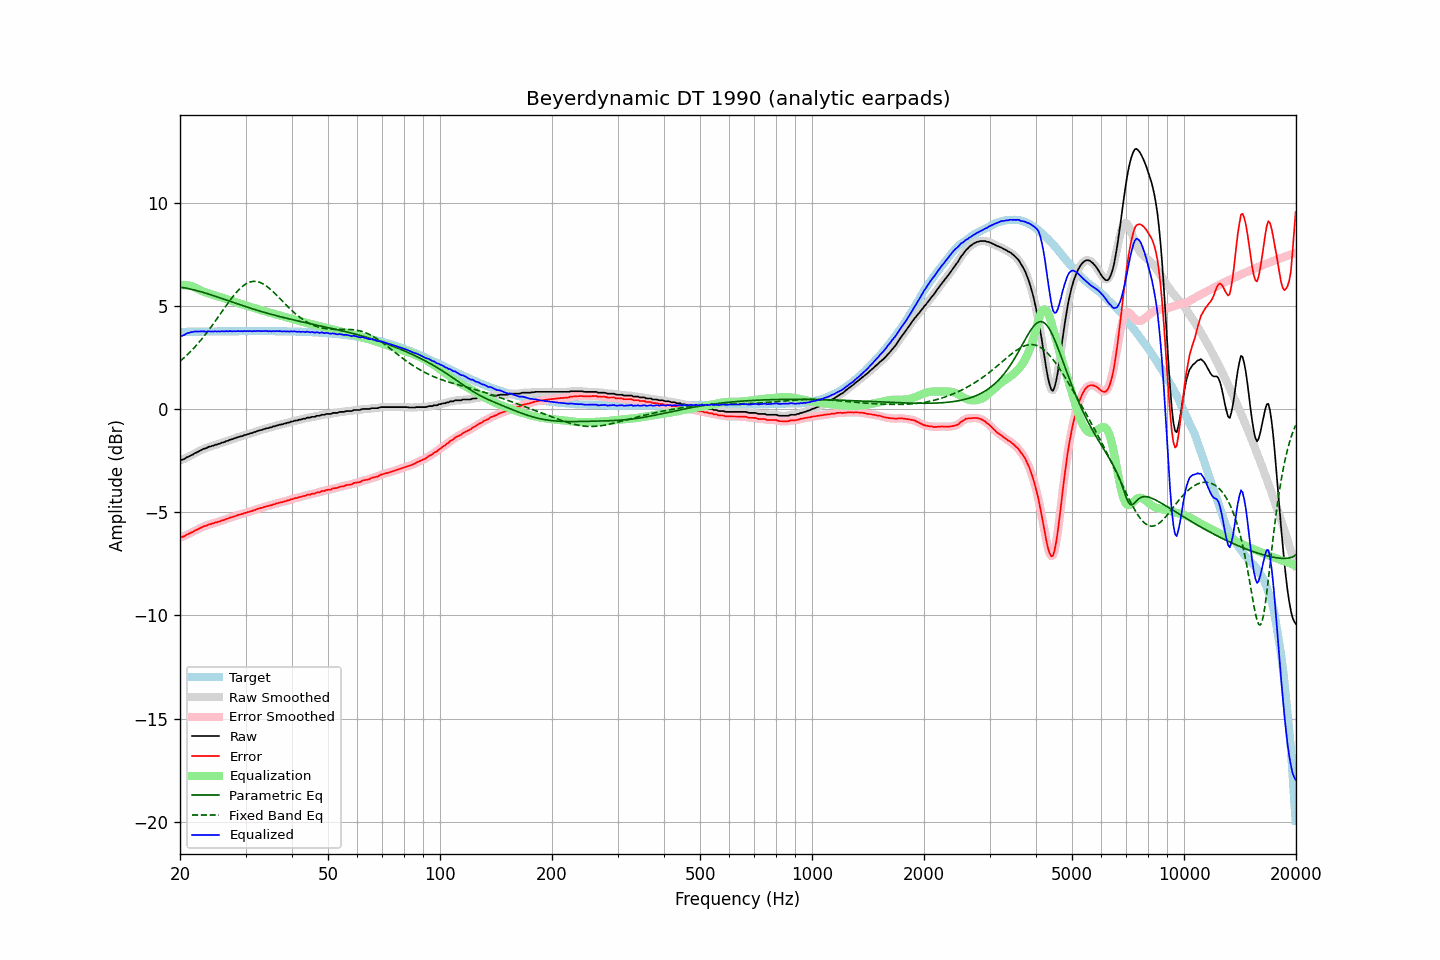 Beyerdynamic DT 1990 (analytic earpads)
Amplitude (dBr)
10
5
0
−5
−10
−15
−20
Target
Raw Smoothed
Error Smoothed
Raw
Error
Equalization
Parametric Eq
Fixed Band Eq
Equalized
20 50 100 200 500 1000 2000 5000 10000 20000
Frequency (Hz)